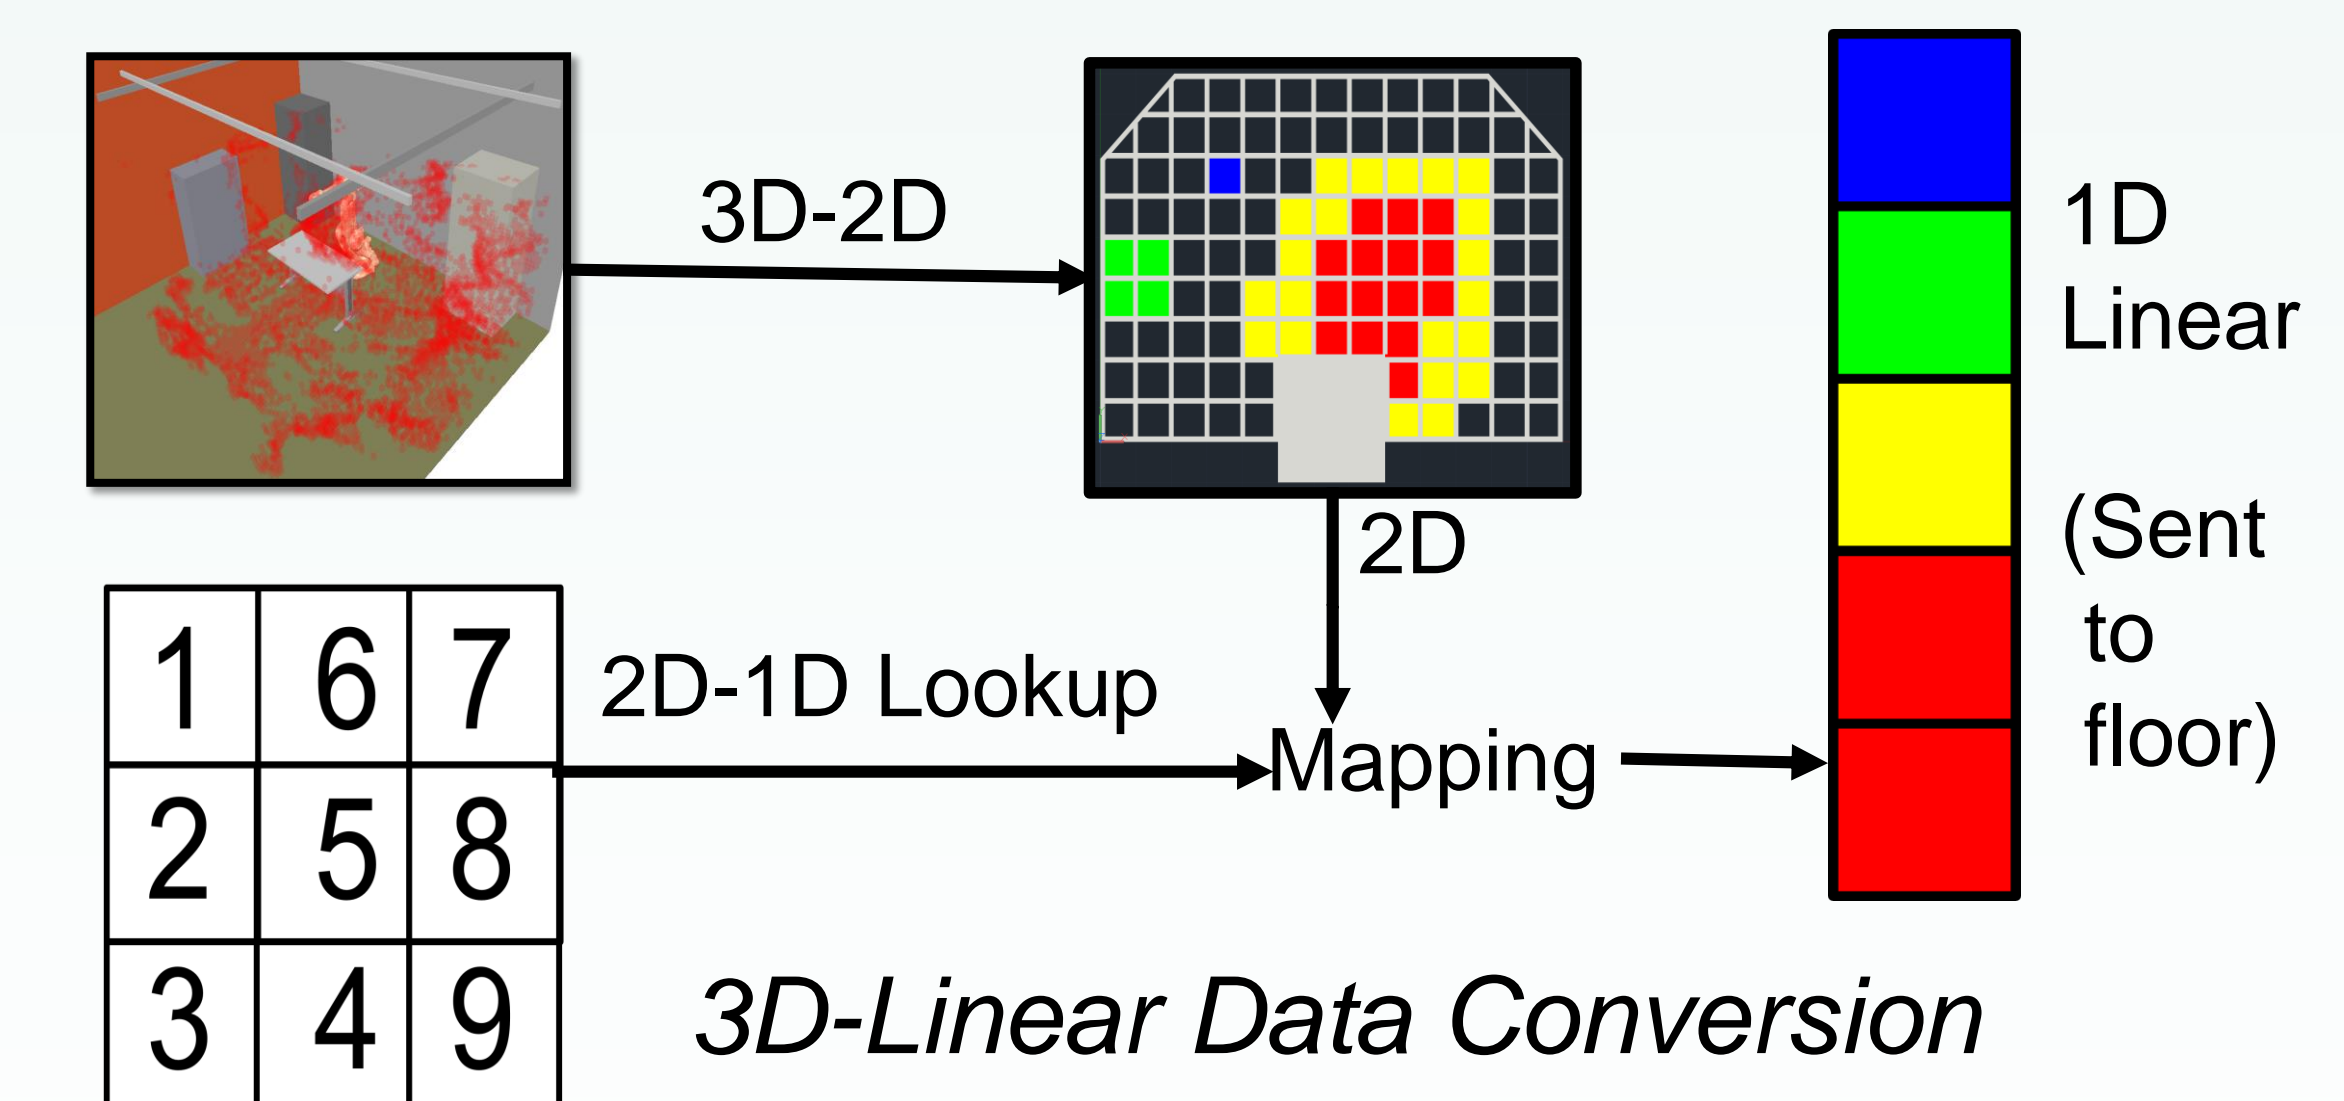 3D-2D
1D
Linear
(Sent
to
floor)
2D
1 6 7
2 5 8
3 4 9
2D-1D Lookup
Mapping
3D-Linear Data Conversion